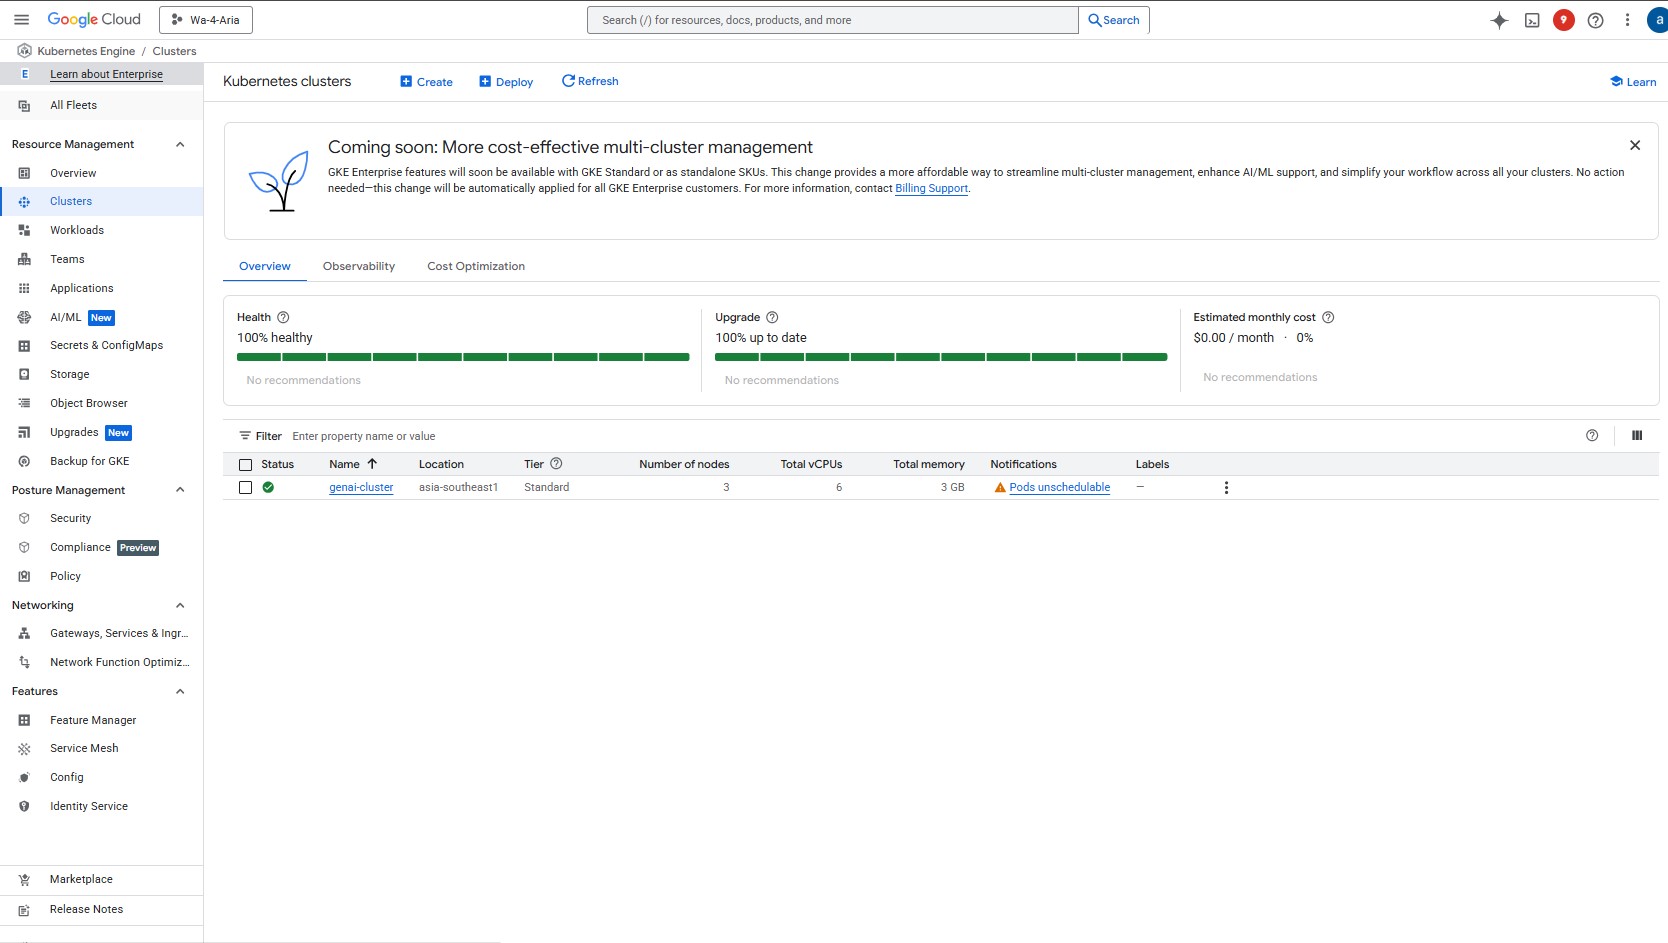 Google Cloud
Wa-4-Aria
Search (/) for resources, docs, products, and more
Search
9
a
Kubernetes Engine / Clusters
E Learn about Enterprise
All Fleets
Resource Management
Overview
Clusters
Workloads
Teams
Applications
AI/ML New
Secrets & ConfigMaps
Storage
Object Browser
Upgrades New
Backup for GKE
Posture Management
Security
Compliance Preview
Policy
Networking
Gateways, Services & Ingr...
Network Function Optimiz...
Features
Feature Manager
Service Mesh
Config
Identity Service
Marketplace
Release Notes
Kubernetes clusters
Create
Deploy
Refresh
Learn
Coming soon: More cost-effective multi-cluster management
GKE Enterprise features will soon be available with GKE Standard or as standalone SKUs. This change provides a more affordable way to streamline multi-cluster management, enhance AI/ML support, and simplify your workflow across all your clusters. No action
needed—this change will be automatically applied for all GKE Enterprise customers. For more information, contact Billing Support.
Overview Observability Cost Optimization
Health
100% healthy
No recommendations
Upgrade
100% up to date
No recommendations
Estimated monthly cost
$0.00 / month · 0%
No recommendations
Filter Enter property name or value
Status Name Location Tier Number of nodes Total vCPUs Total memory Notifications Labels
genai-cluster asia-southeast1 Standard 3 6 3 GB Pods unschedulable —